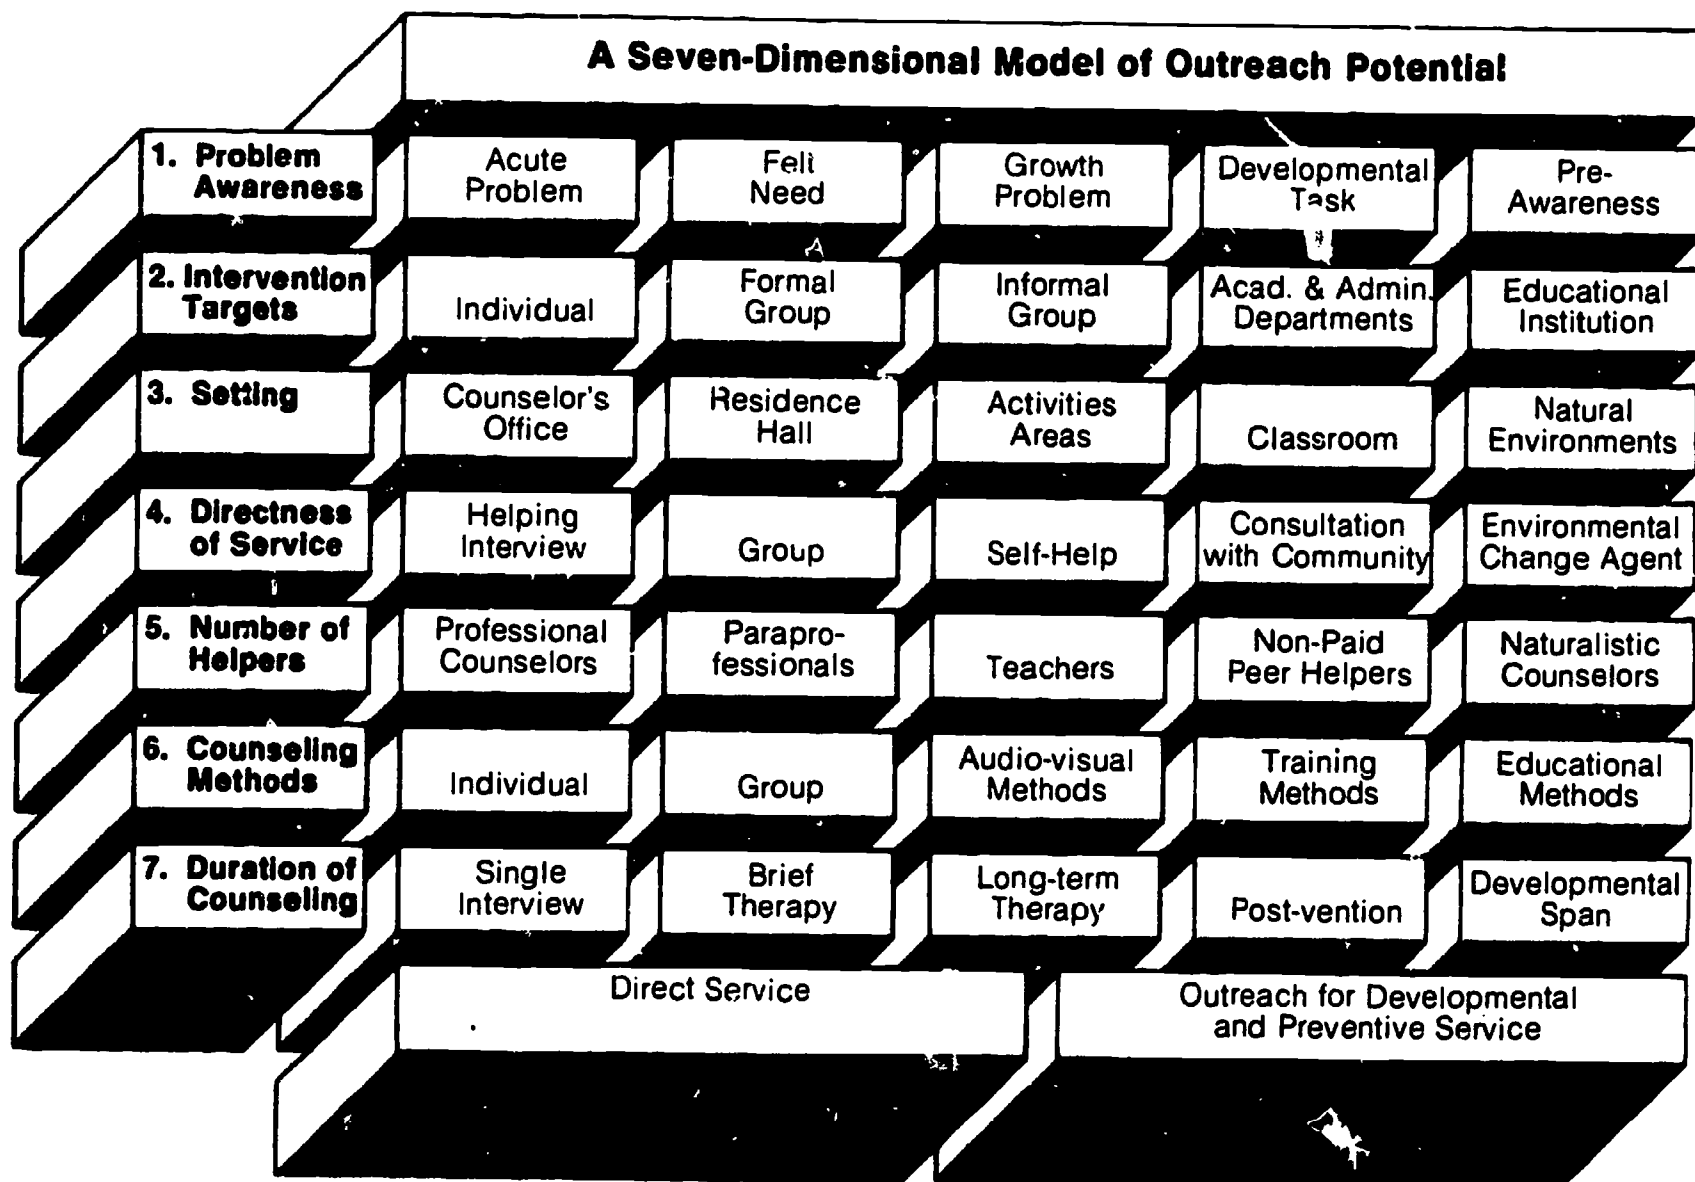 A Seven-Dimensional Model of Outreach Potential
1. Problem
Awareness
Acute
Problem
Felt
Need
Growth
Problem
Developmental
Task
Pre-
Awareness
2. Intervention
Targets
Individual
Formal
Group
Informal
Group
Acad. & Admin.
Departments
Educational
Institution
3. Setting
Counselor's
Office
Residence
Hall
Activities
Areas
Classroom
Natural
Environments
4. Directness
of Service
Helping
Interview
Group
Self-Help
Consultation
with Community
Environmental
Change Agent
5. Number of
Helpers
Professional
Counselors
Parapro-
fessionals
Teachers
Non-Paid
Peer Helpers
Naturalistic
Counselors
6. Counseling
Methods
Individual
Group
Audio-visual
Methods
Training
Methods
Educational
Methods
7. Duration of
Counseling
Single
Interview
Brief
Therapy
Long-term
Therapy
Post-vention
Developmental
Span
Direct Service
Outreach for Developmental
and Preventive Service